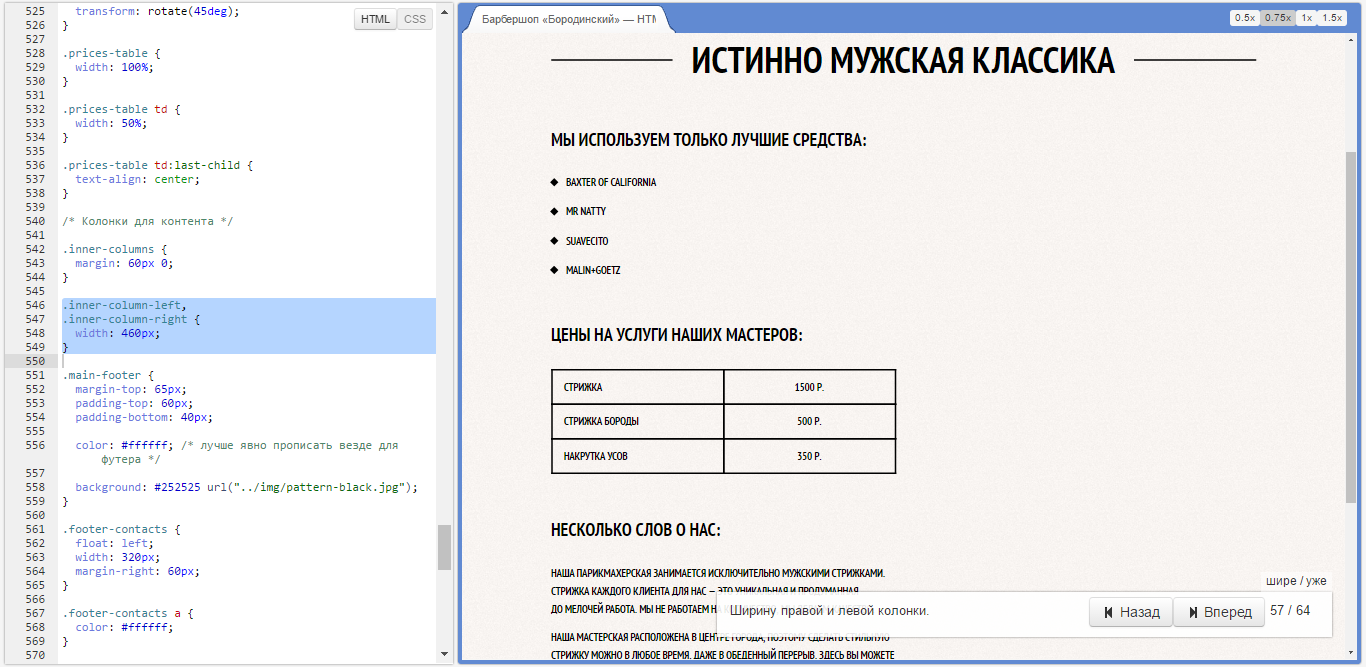 525 transform: rotate(45deg);
526 }
527
528 .prices-table {
529 width: 100%;
530 }
531
532 .prices-table td {
533 width: 50%;
534 }
535
536 .prices-table td:last-child {
537 text-align: center;
538 }
539
540 /* Колонки для контента */
541
542 .inner-columns {
543 margin: 60px 0;
544 }
545
546 .inner-column-left,
547 .inner-column-right {
548 width: 460px;
549 }
550
551 .main-footer {
552 margin-top: 65px;
553 padding-top: 60px;
554 padding-bottom: 40px;
555
556 color: #ffffff; /* лучше явно прописать везде для
футера */
557
558 background: #252525 url("../img/pattern-black.jpg");
559 }
560
561 .footer-contacts {
562 float: left;
563 width: 320px;
564 margin-right: 60px;
565 }
566
567 .footer-contacts a {
568 color: #ffffff;
569 }
570
HTML CSS
Барбершоп «Бородинский» — HTM
0.5x 0.75x 1x 1.5x
ИСТИННО МУЖСКАЯ КЛАССИКА
МЫ ИСПОЛЬЗУЕМ ТОЛЬКО ЛУЧШИЕ СРЕДСТВА:
BAXTER OF CALIFORNIA
MR NATTY
SUAVECITO
MALIN+GOETZ
ЦЕНЫ НА УСЛУГИ НАШИХ МАСТЕРОВ:
СТРИЖКА 1500 Р.
СТРИЖКА БОРОДЫ 500 Р.
НАКРУТКА УСОВ 350 Р.
НЕСКОЛЬКО СЛОВ О НАС:
НАША ПАРИКМАХЕРСКАЯ ЗАНИМАЕТСЯ ИСКЛЮЧИТЕЛЬНО МУЖСКИМИ СТРИЖКАМИ.
СТРИЖКА КАЖДОГО КЛИЕНТА ДЛЯ НАС – ЭТО УНИКАЛЬНАЯ И ПРОДУМАННАЯ
ДО МЕЛОЧЕЙ РАБОТА. МЫ НЕ РАБОТАЕМ
НАША МАСТЕРСКАЯ РАСПОЛОЖЕНА В ЦЕНТРЕ ГОРОДА, ПОЭТОМУ СДЕЛАТЬ СТИЛЬНУЮ
СТРИЖКУ МОЖНО В ЛЮБОЕ ВРЕМЯ. ДАЖЕ В ОБЕДЕННЫЙ ПЕРЕРЫВ. ЗДЕСЬ ВЫ МОЖЕТЕ
шире / уже
Ширину правой и левой колонки.
Назад Вперед 57 / 64